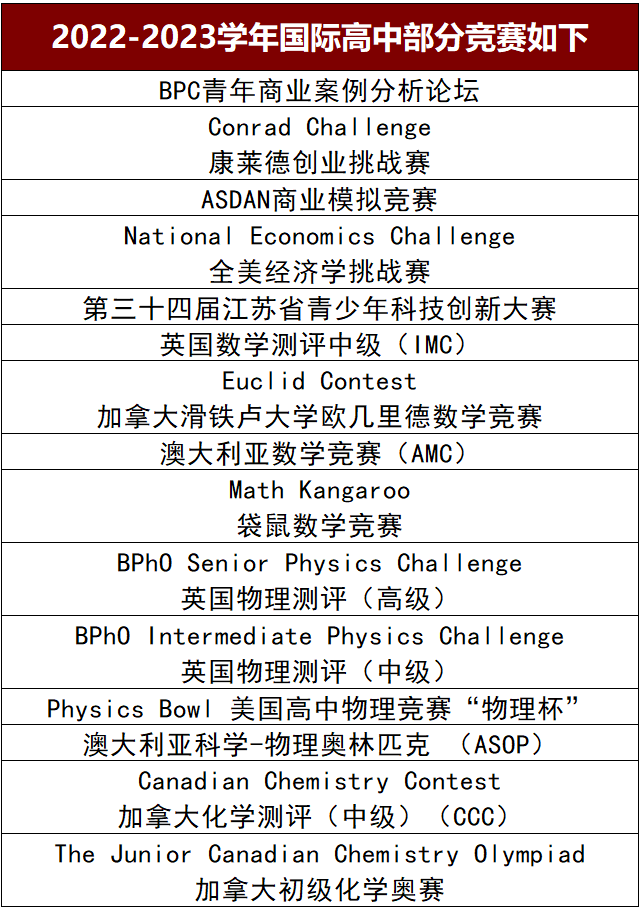 2022-2023学年国际高中部分竞赛如下
BPC青年商业案例分析论坛
Conrad Challenge
康莱德创业挑战赛
ASDAN商业模拟竞赛
National Economics Challenge
全美经济学挑战赛
第三十四届江苏省青少年科技创新大赛
英国数学测评中级（IMC）
Euclid Contest
加拿大滑铁卢大学欧几里德数学竞赛
澳大利亚数学竞赛（AMC）
Math Kangaroo
袋鼠数学竞赛
BPhO Senior Physics Challenge
英国物理测评（高级）
BPhO Intermediate Physics Challenge
英国物理测评（中级）
Physics Bowl 美国高中物理竞赛“物理杯”
澳大利亚科学-物理奥林匹克 （ASOP）
Canadian Chemistry Contest
加拿大化学测评（中级）（CCC）
The Junior Canadian Chemistry Olympiad
加拿大初级化学奥赛